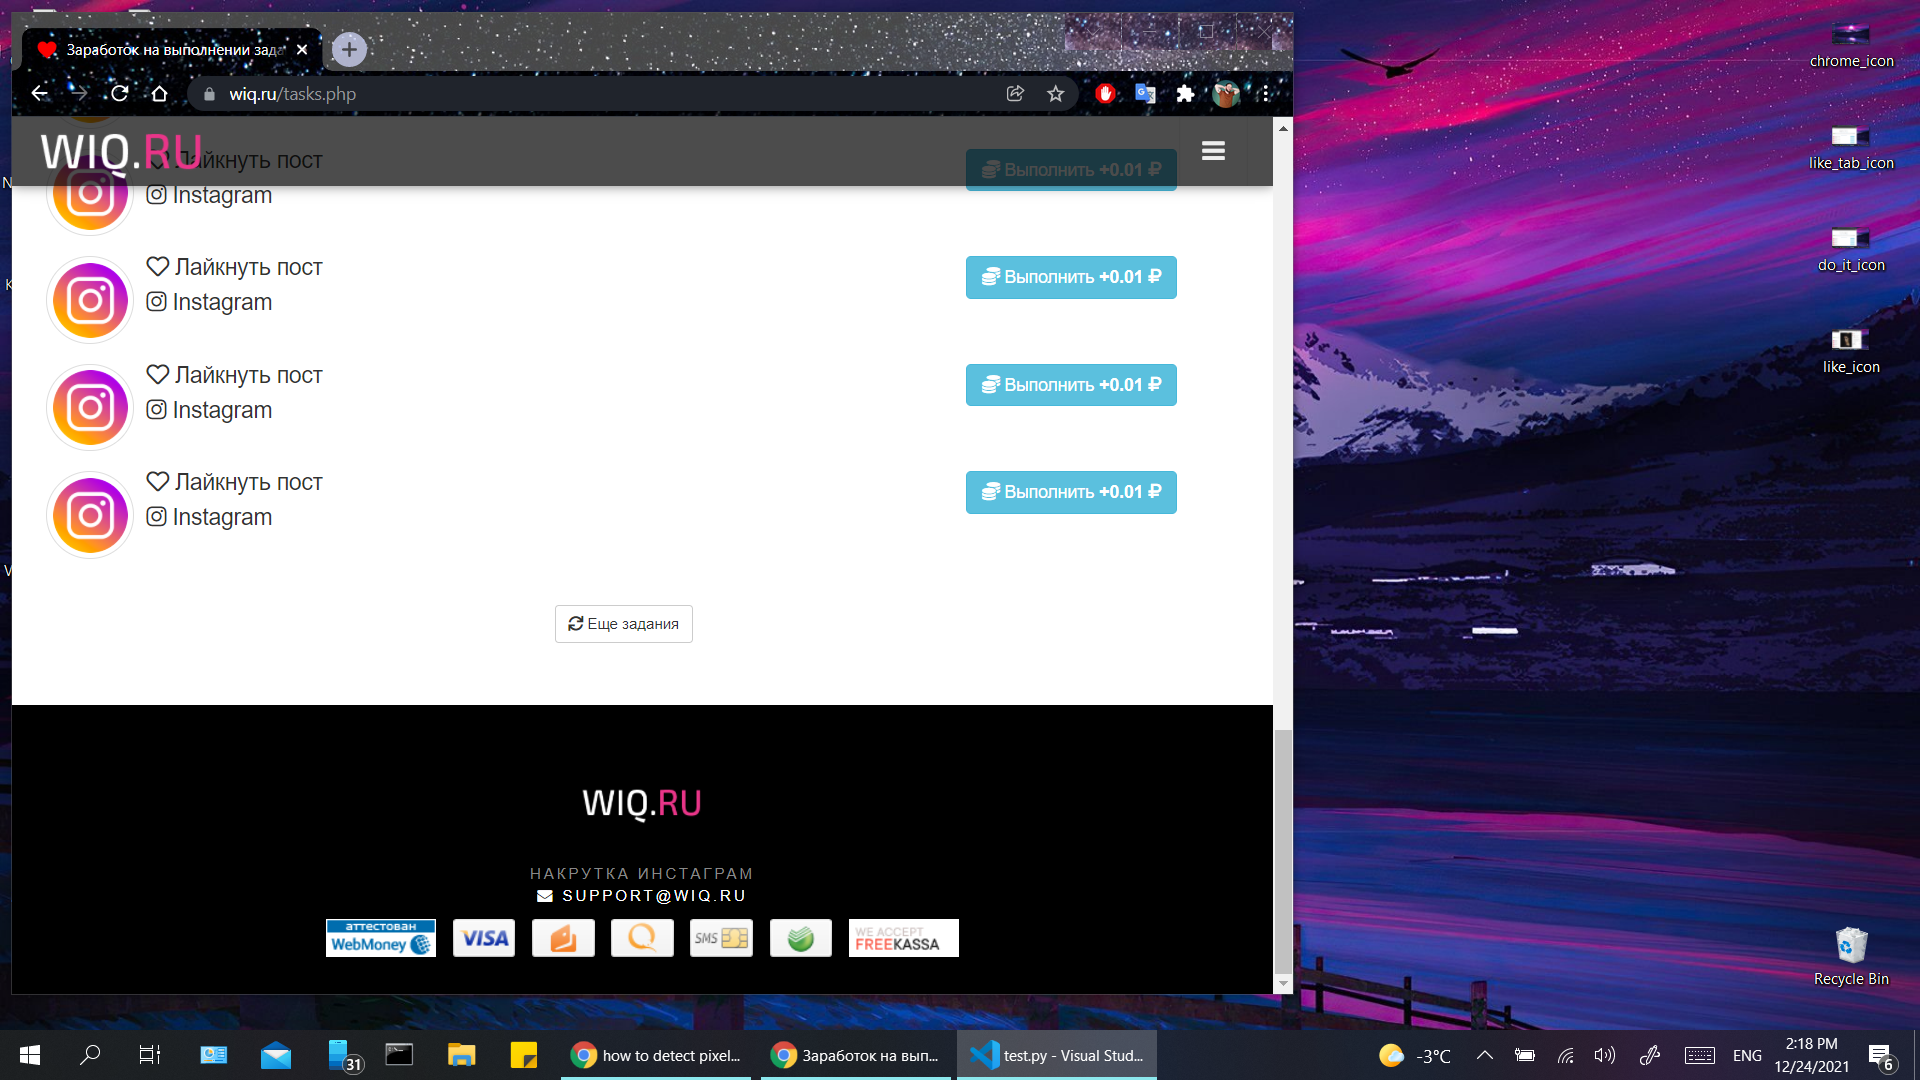 Заработок на выполнении зада
wiq.ru/tasks.php
WIQ.RU
Лайкнуть пост
Выполнить +0.01 ₽
Instagram
Лайкнуть пост
Выполнить +0.01 ₽
Instagram
Лайкнуть пост
Выполнить +0.01 ₽
Instagram
Лайкнуть пост
Выполнить +0.01 ₽
Instagram
Еще задания
WIQ.RU
НАКРУТКА ИНСТАГРАМ
SUPPORT@WIQ.RU
аттестован
WebMoney
VISA
SMS
WE ACCEPT
FREEKASSA
chrome_icon
like_tab_icon
do_it_icon
like_icon
Recycle Bin
31
how to detect pixel...
Заработок на вып...
test.py - Visual Stud...
-3°C
ENG
2:18 PM
12/24/2021
6